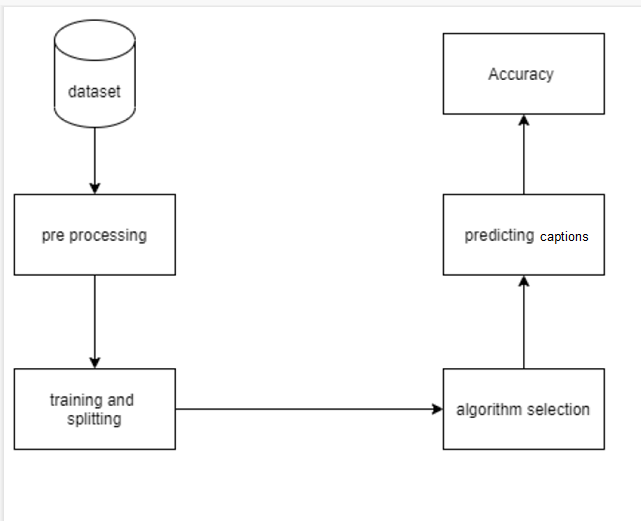 dataset
pre processing
training and
splitting
algorithm selection
predicting captions
Accuracy